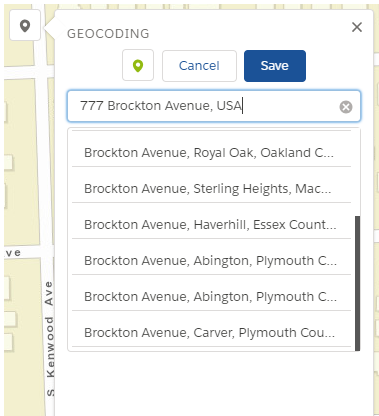 GEOCODING
Cancel
Save
777 Brockton Avenue, USA
Brockton Avenue, Royal Oak, Oakland C...
Brockton Avenue, Sterling Heights, Mac...
Brockton Avenue, Haverhill, Essex Count...
Brockton Avenue, Abington, Plymouth C...
Brockton Avenue, Abington, Plymouth C...
Brockton Avenue, Carver, Plymouth Cou...
ve
S Kenwood Ave